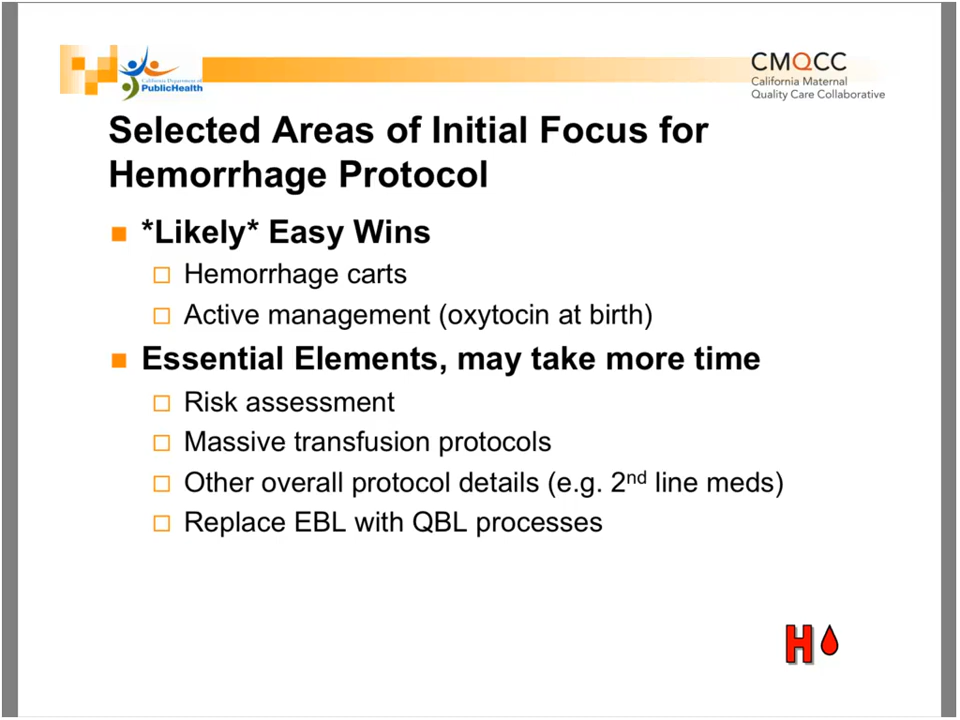 California Department of
PublicHealth
CMQCC
California Maternal
Quality Care Collaborative
Selected Areas of Initial Focus for
Hemorrhage Protocol
*Likely* Easy Wins
Hemorrhage carts
Active management (oxytocin at birth)
Essential Elements, may take more time
Risk assessment
Massive transfusion protocols
Other overall protocol details (e.g. 2nd line meds)
Replace EBL with QBL processes
H